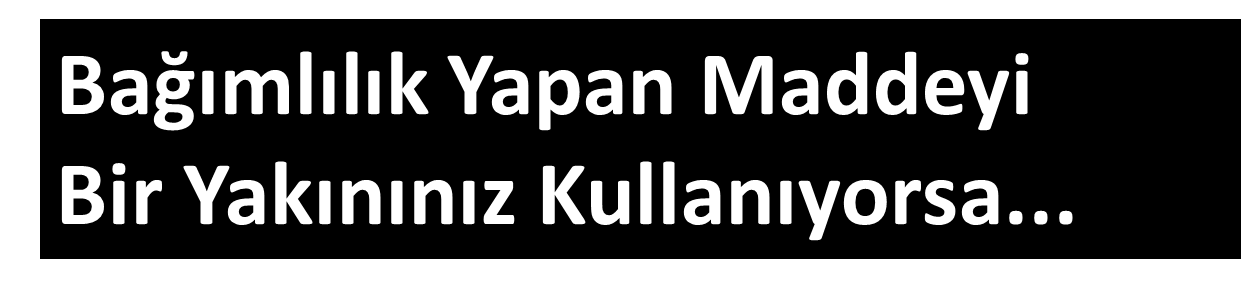 Bağımlılık Yapan Maddeyi
Bir Yakınınız Kullanıyorsa...